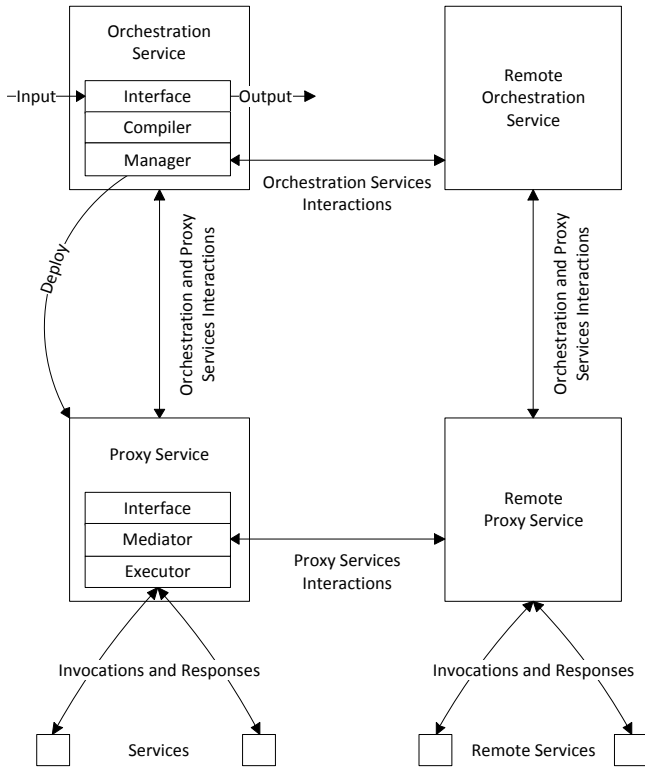 Orchestration
Service
Input
Interface
Output
Compiler
Manager
Remote
Orchestration
Service
Orchestration Services
Interactions
Deploy
Orchestration and Proxy
Services Interactions
Orchestration and Proxy
Services Interactions
Proxy Service
Interface
Mediator
Executor
Remote
Proxy Service
Proxy Services
Interactions
Invocations and Responses
Invocations and Responses
Services
Remote Services